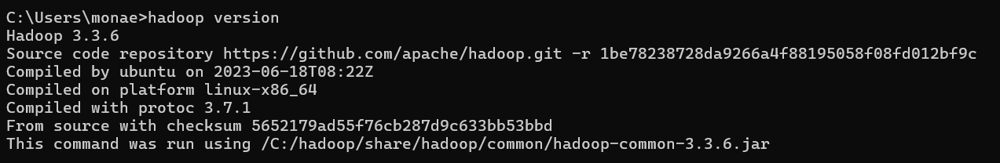 C:\Users\monae>hadoop version
Hadoop 3.3.6
Source code repository https://github.com/apache/hadoop.git -r 1be78238728da9266a4f88195058f08fd012bf9c
Compiled by ubuntu on 2023-06-18T08:22Z
Compiled on platform linux-x86_64
Compiled with protoc 3.7.1
From source with checksum 5652179ad55f76cb287d9c633bb53bbd
This command was run using /C:/hadoop/share/hadoop/common/hadoop-common-3.3.6.jar